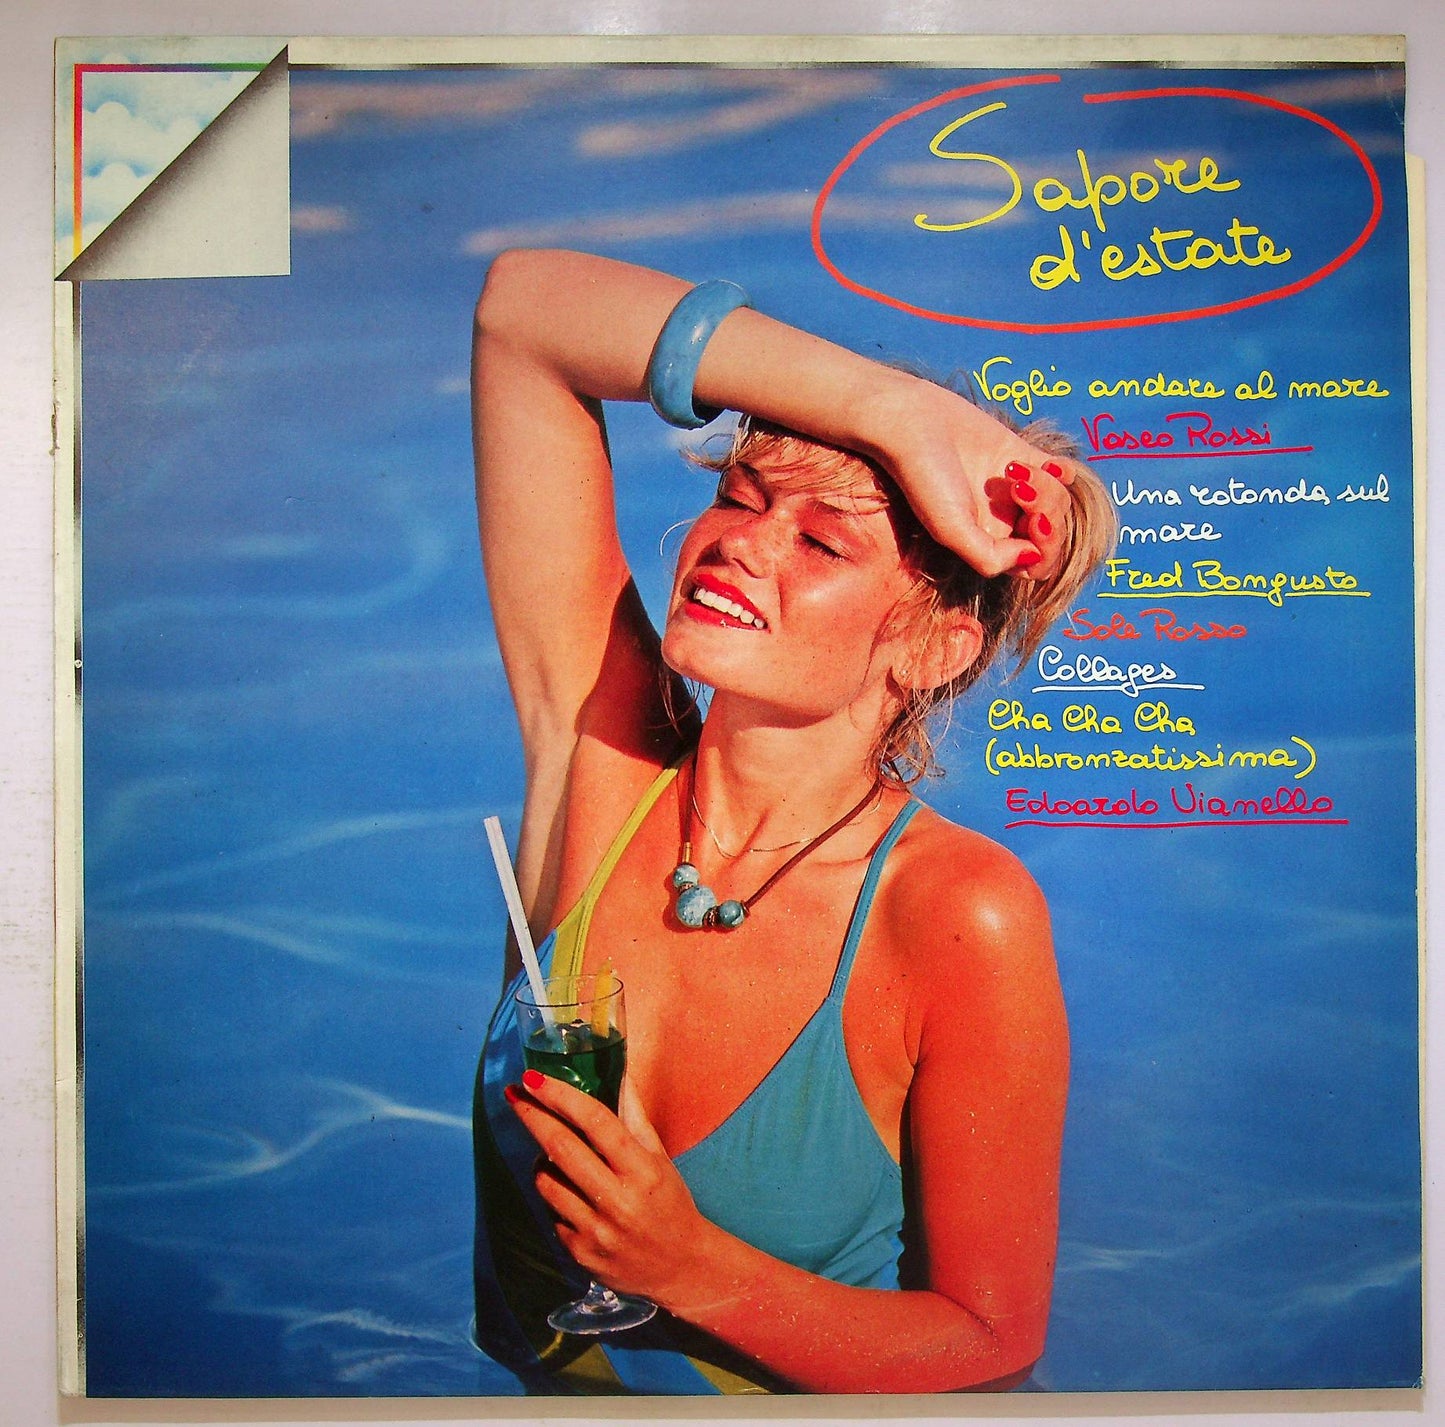 Sapore
d'estate
Voglio andare al mare
Vasco Rossi
Una rotonda sul
mare
Fred Bongusto
Sole Rosso
Collages
Cha Cha Cha
(abbronzatissima)
Edoardo Vianello